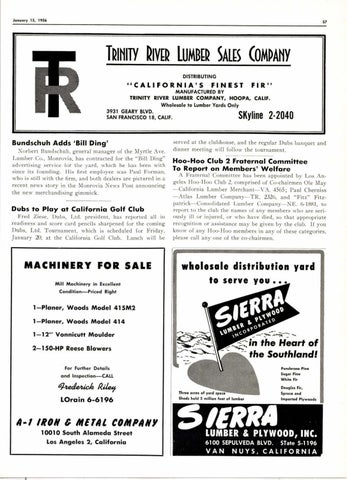 January 15, 1956
57
TR
TRINITY RIVER LUMBER SALES COMPANY
DISTRIBUTING
"CALIFORNIA'S FINEST FIR"
MANUFACTURED BY
TRINITY RIVER LUMBER COMPANY, HOOPA, CALIF.
Wholesale to Lumber Yards Only
3931 GEARY BLVD.
SAN FRANCISCO 18, CALIF.
SKyline 2-2040
Bundschuh Adds 'Bill Ding'
Norbert Bundschuh, general manager of the Myrtle Ave.
Lumber Co., Monrovia, has contracted for the "Bill Ding"
advertising service for the yard, which he has been with
since its founding. His first employee was Paul Forman,
who is still with the firm, and both dealers are pictured in a
recent news story in the Monrovia News Post announcing
the new merchandising gimmick.
Dubs to Play at California Golf Club
Fred Ziese, Dubs, Ltd. president, has reported all in
readiness and score card pencils sharpened for the coming
Dubs, Ltd. Tournament, which is scheduled for Friday,
January 20, at the California Golf Club. Lunch will be
served at the clubhouse, and the regular Dubs banquet and
dinner meeting will follow the tournament.
Hoo-Hoo Club 2 Fraternal Committee
To Report on Members' Welfare
A Fraternal Committee has been appointed by Los An-
geles Hoo-Hoo Club 2, comprised of Co-chairmen Ole May
—California Lumber Merchant—VA. 4565; Paul Cheniss
—Atlas Lumber Company—TR. 2326, and "Fitz" Fitz-
patrick—Consolidated Lumber Company—NE. 6-1881, to
report to the club the names of any members who are seri-
ously ill or injured, or who have died, so that appropriate
recognition or assistance may be given by the club. If you
know of any Hoo-Hoo members in any of these categories,
please call any one of the co-chairmen.
MACHINERY FOR SALE
Mill Machinery in Excellent
Condition—Priced Right
1—Planer, Woods Model 415M2
1—Planer, Woods Model 414
1—12" Vonnicutt Moulder
2—150-HP Reese Blowers
For Further Details
and Inspection—CALL
Frederick Riley
LOrain 6-6196
A-1 IRON & METAL COMPANY
10010 South Alameda Street
Los Angeles 2, California
wholesale distribution yard
to serve you...
SIERRA
LUMBER & PLYWOOD
INCORPORATED
in the Heart of
the Southland!
Ponderosa Pine
Sugar Pine
White Fir
Douglas Fir,
Spruce and
Imported Plywoods
Three acres of yard space
Sheds hold 5 million feet of lumber
SIERRA
LUMBER & PLYWOOD, INC.
6100 SEPULVEDA BLVD. STate 5-1196
VAN NUYS, CALIFORNIA